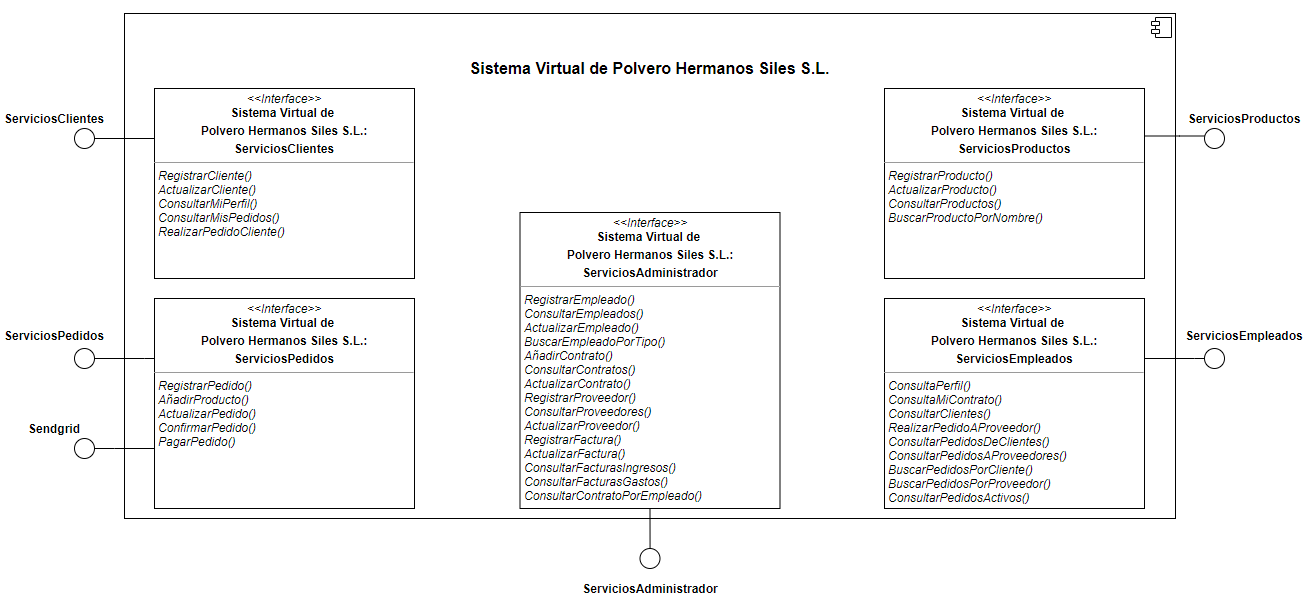 Sistema Virtual de Polvero Hermanos Siles S.L.
ServiciosClientes
<<Interface>>
Sistema Virtual de
Polvero Hermanos Siles S.L.:
ServiciosClientes
RegistrarCliente()
ActualizarCliente()
ConsultarMiPerfil()
ConsultarMisPedidos()
RealizarPedidoCliente()
ServiciosPedidos
<<Interface>>
Sistema Virtual de
Polvero Hermanos Siles S.L.:
ServiciosPedidos
RegistrarPedido()
AñadirProducto()
ActualizarPedido()
ConfirmarPedido()
PagarPedido()
Sendgrid
<<Interface>>
Sistema Virtual de
Polvero Hermanos Siles S.L.:
ServiciosAdministrador
RegistrarEmpleado()
ConsultarEmpleados()
ActualizarEmpleado()
BuscarEmpleadoPorTipo()
AñadirContrato()
ConsultarContratos()
ActualizarContrato()
RegistrarProveedor()
ConsultarProveedores()
ActualizarProveedor()
RegistrarFactura()
ActualizarFactura()
ConsultarFacturasIngresos()
ConsultarFacturasGastos()
ConsultarContratoPorEmpleado()
ServiciosAdministrador
<<Interface>>
Sistema Virtual de
Polvero Hermanos Siles S.L.:
ServiciosProductos
RegistrarProducto()
ActualizarProducto()
ConsultarProductos()
BuscarProductoPorNombre()
ServiciosProductos
<<Interface>>
Sistema Virtual de
Polvero Hermanos Siles S.L.:
ServiciosEmpleados
ConsultaPerfil()
ConsultaMiContrato()
ConsultarClientes()
RealizarPedidoAProveedor()
ConsultarPedidosDeClientes()
ConsultarPedidosAProveedores()
BuscarPedidosPorCliente()
BuscarPedidosPorProveedor()
ConsultarPedidosActivos()
ServiciosEmpleados